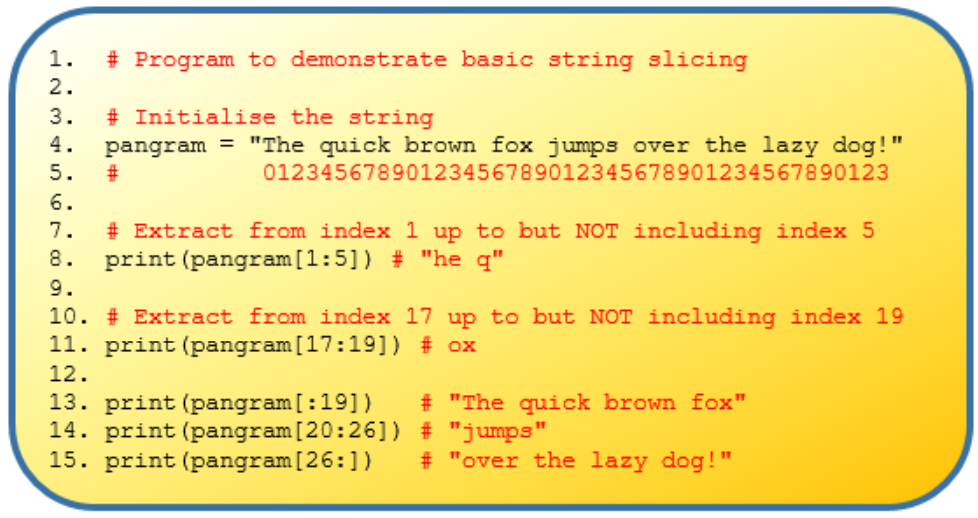 1. # Program to demonstrate basic string slicing
2.
3. # Initialise the string
4. pangram = "The quick brown fox jumps over the lazy dog!"
5. #          01234567890123456789012345678901234567890123
6.
7. # Extract from index 1 up to but NOT including index 5
8. print(pangram[1:5]) # "he q"
9.
10. # Extract from index 17 up to but NOT including index 19
11. print(pangram[17:19]) # ox
12.
13. print(pangram[:19])   # "The quick brown fox"
14. print(pangram[20:26]) # "jumps"
15. print(pangram[26:])   # "over the lazy dog!"